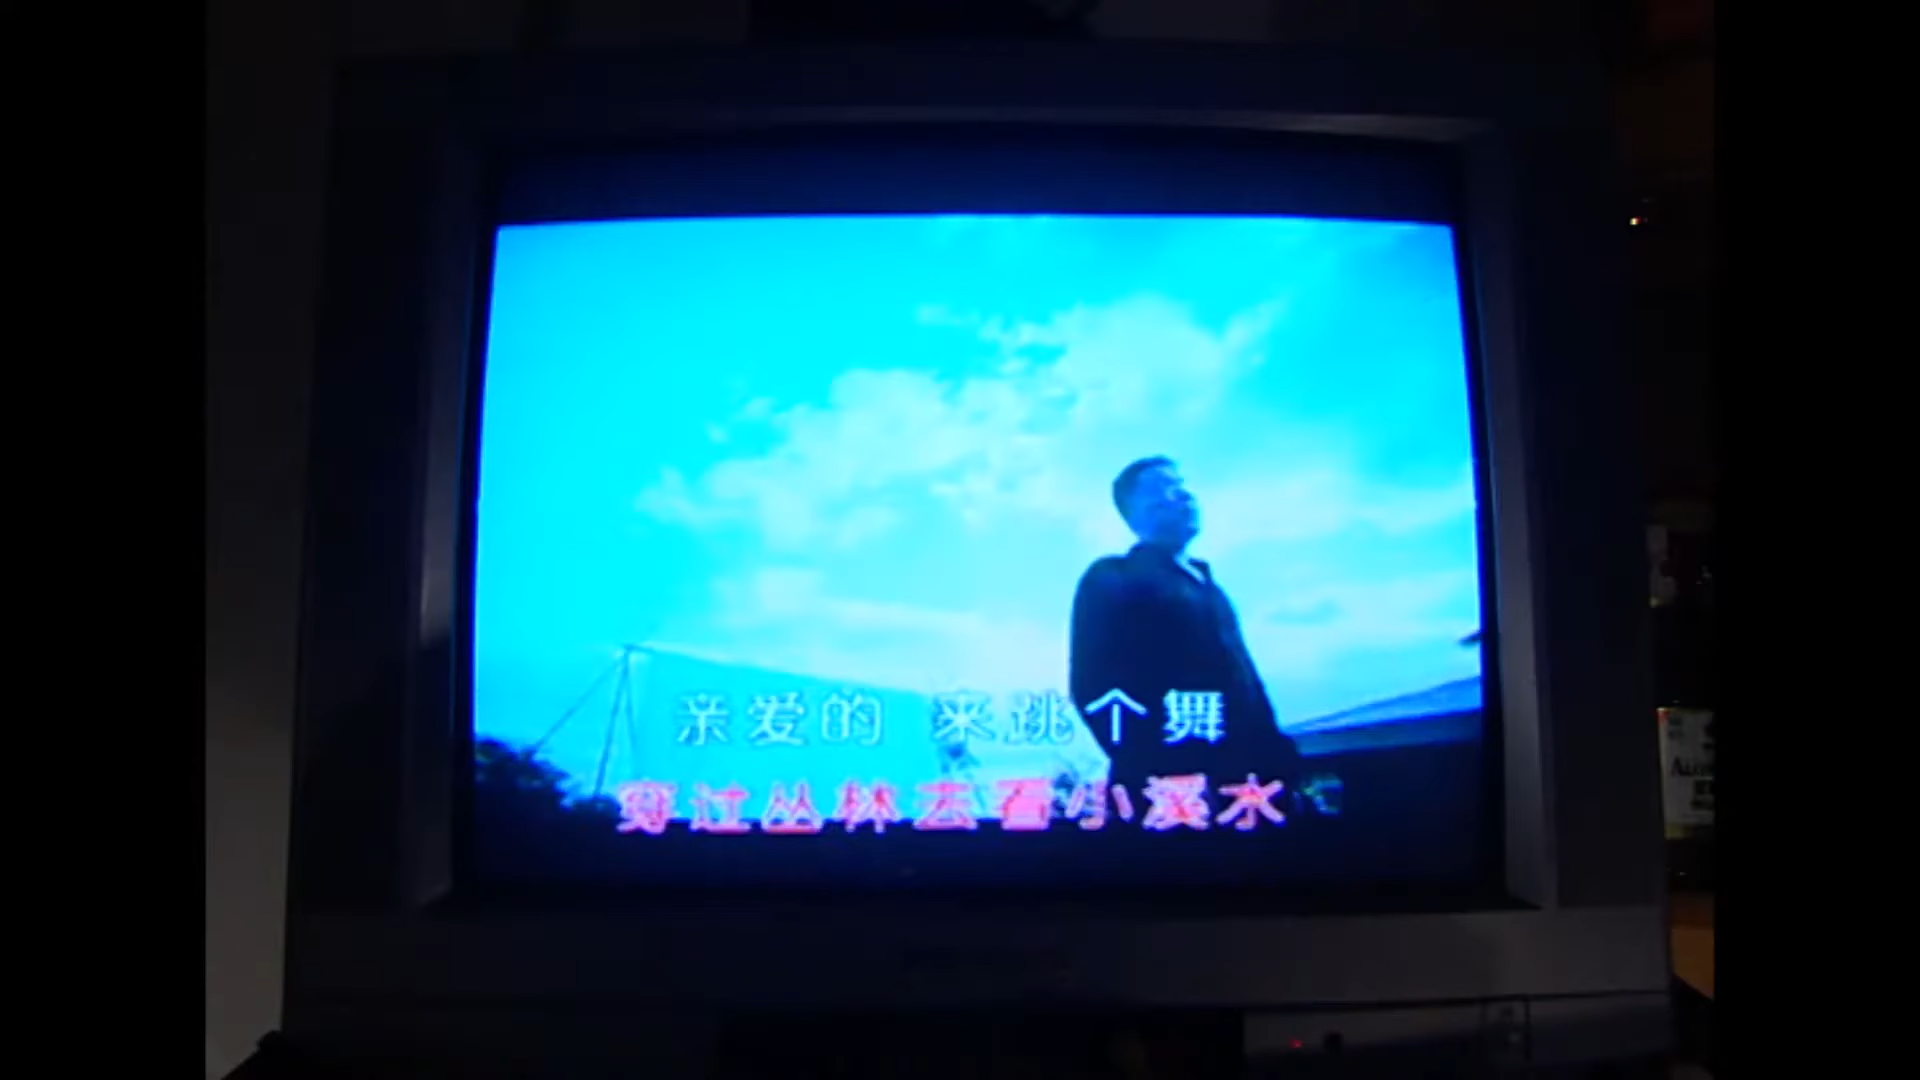 亲爱的 来跳个舞
穿过丛林去看小溪水